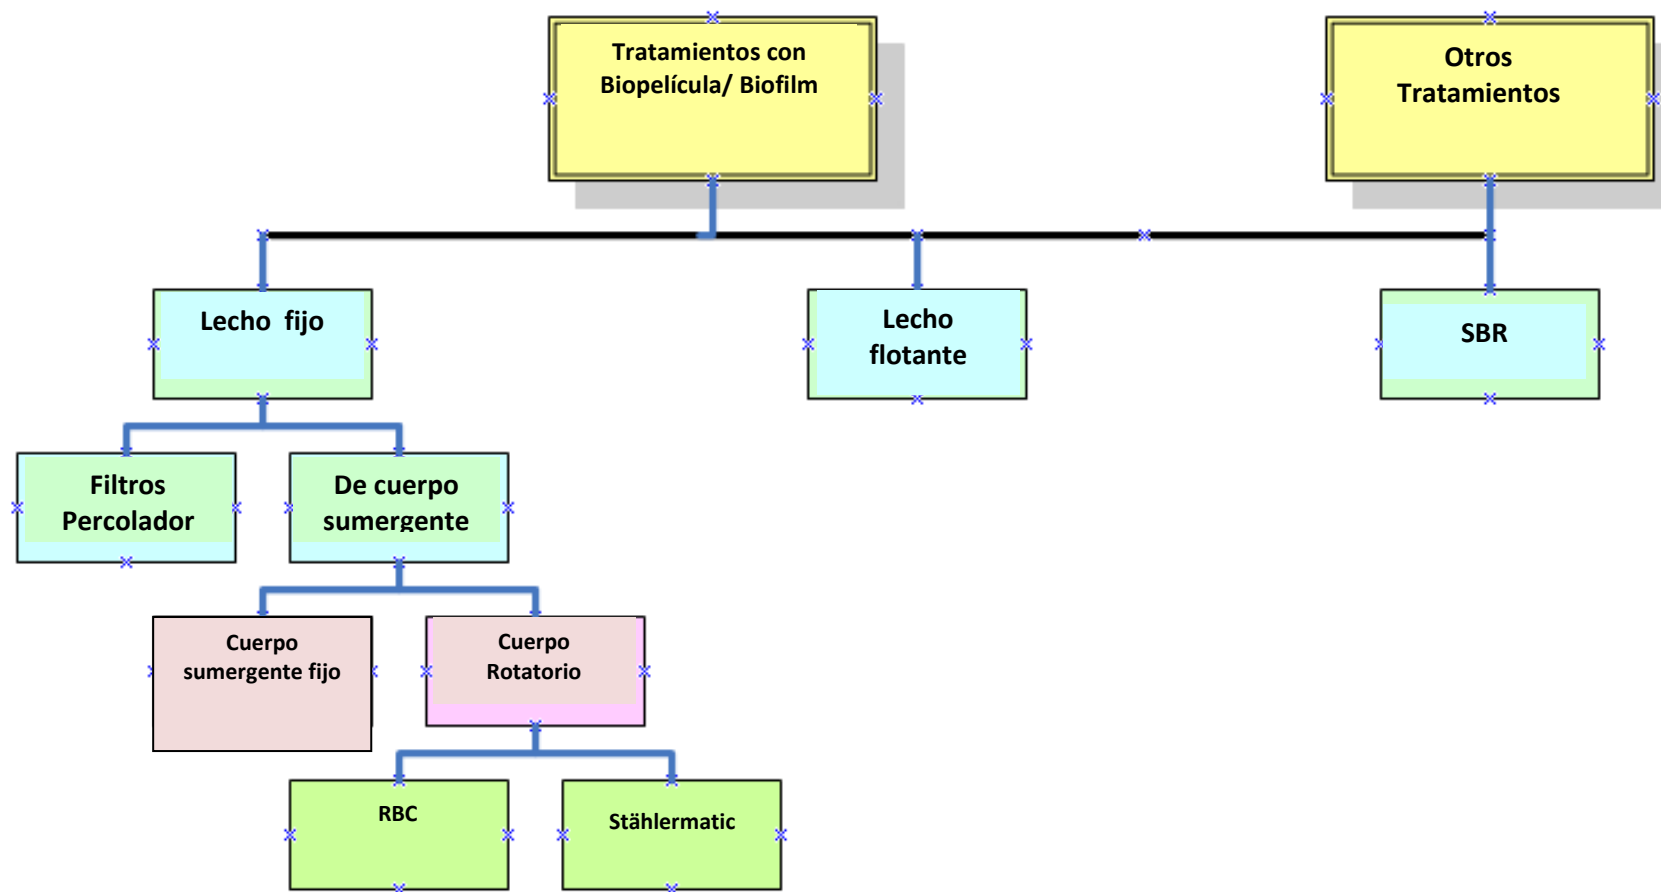 Tratamientos con
Biopelícula/ Biofilm
Otros
Tratamientos
Lecho fijo
Lecho
flotante
SBR
Filtros
Percolador
De cuerpo
sumergente
Cuerpo
sumergente fijo
Cuerpo
Rotatorio
RBC
Stählermatic